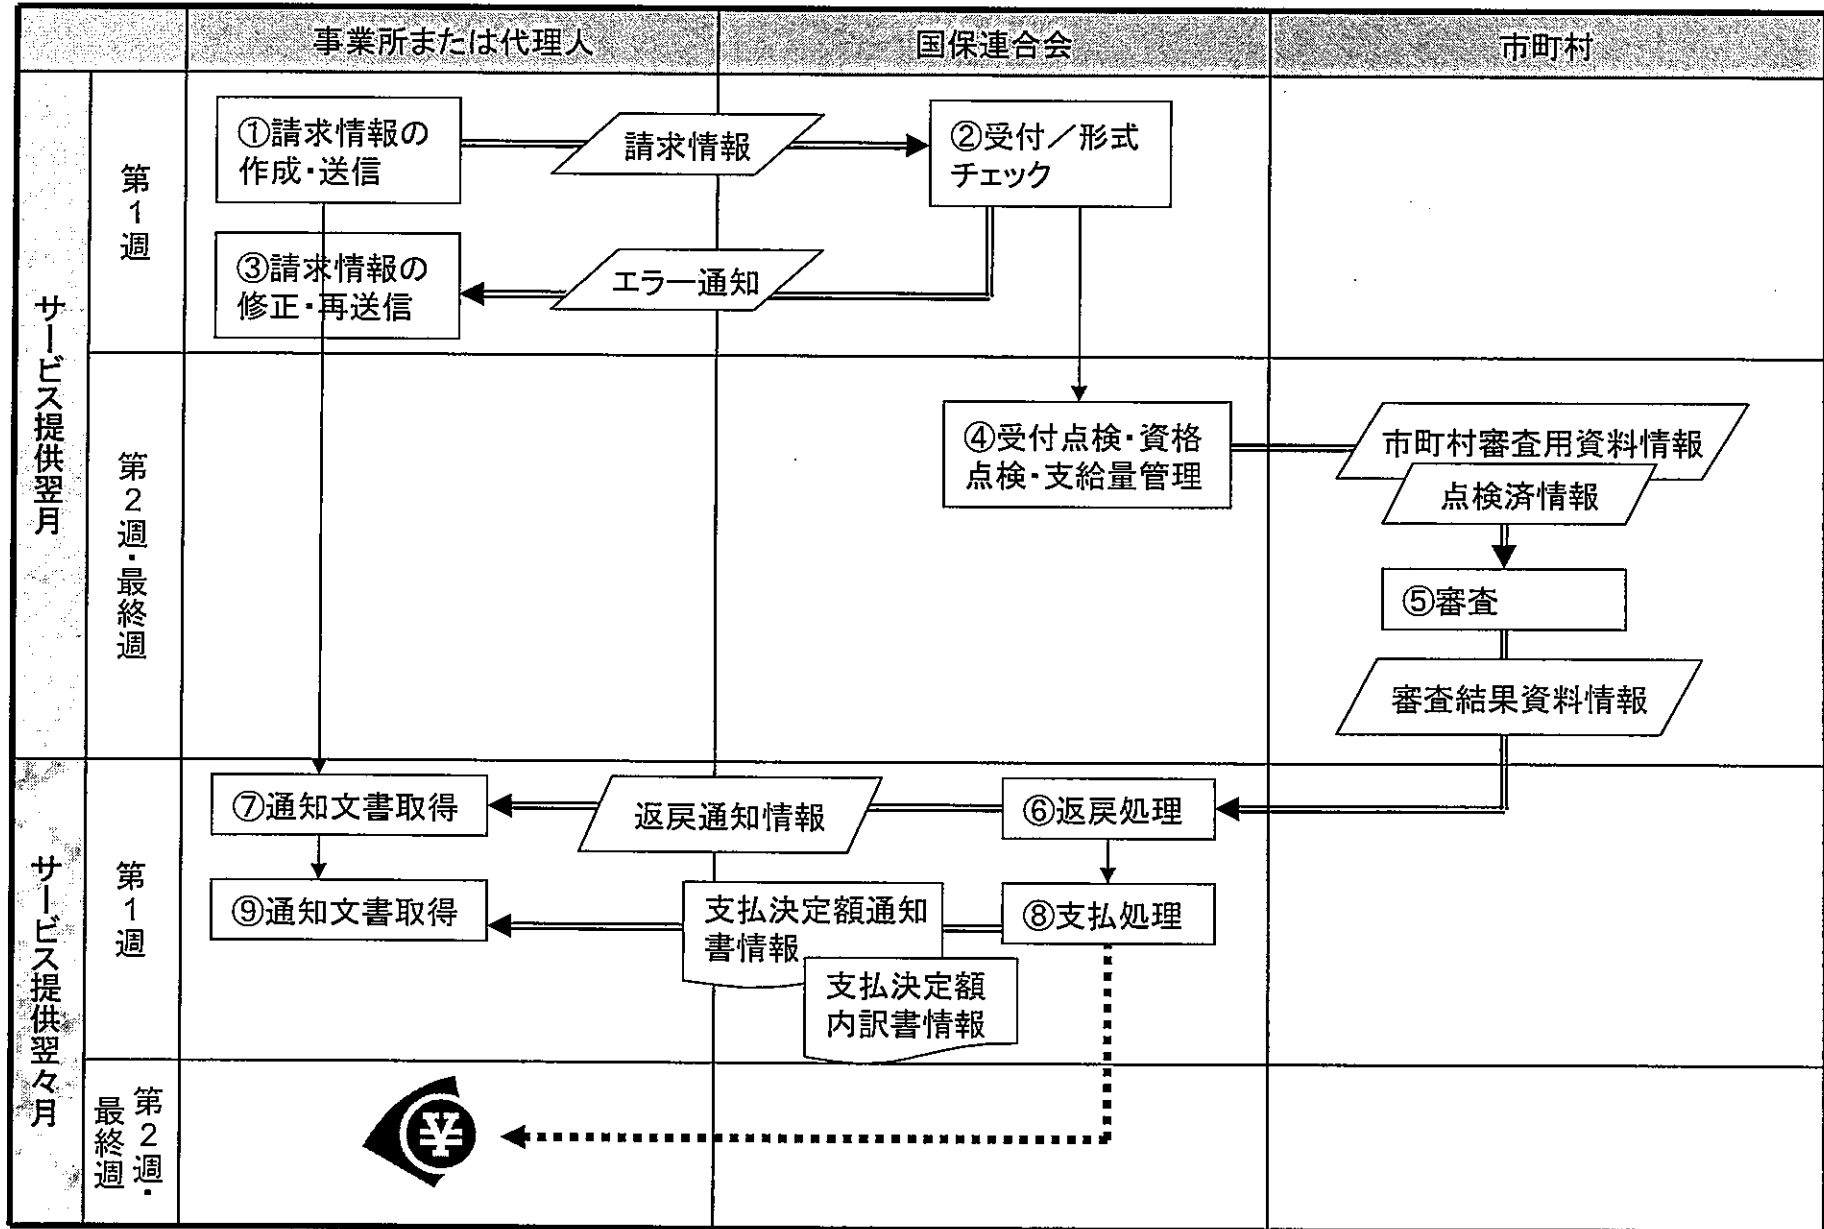 事業所または代理人
国保連合会
市町村
サービス提供翌月
第1週
①請求情報の
作成・送信
請求情報
②受付／形式
チェック
③請求情報の
修正・再送信
エラー通知
第2週・最終週
④受付点検・資格
点検・支給量管理
市町村審査用資料情報
点検済情報
⑤審査
審査結果資料情報
サービス提供翌々月
第1週
⑦通知文書取得
返戻通知情報
⑥返戻処理
⑨通知文書取得
支払決定額通知
書情報
⑧支払処理
支払決定額
内訳書情報
第2週・
最終週
¥